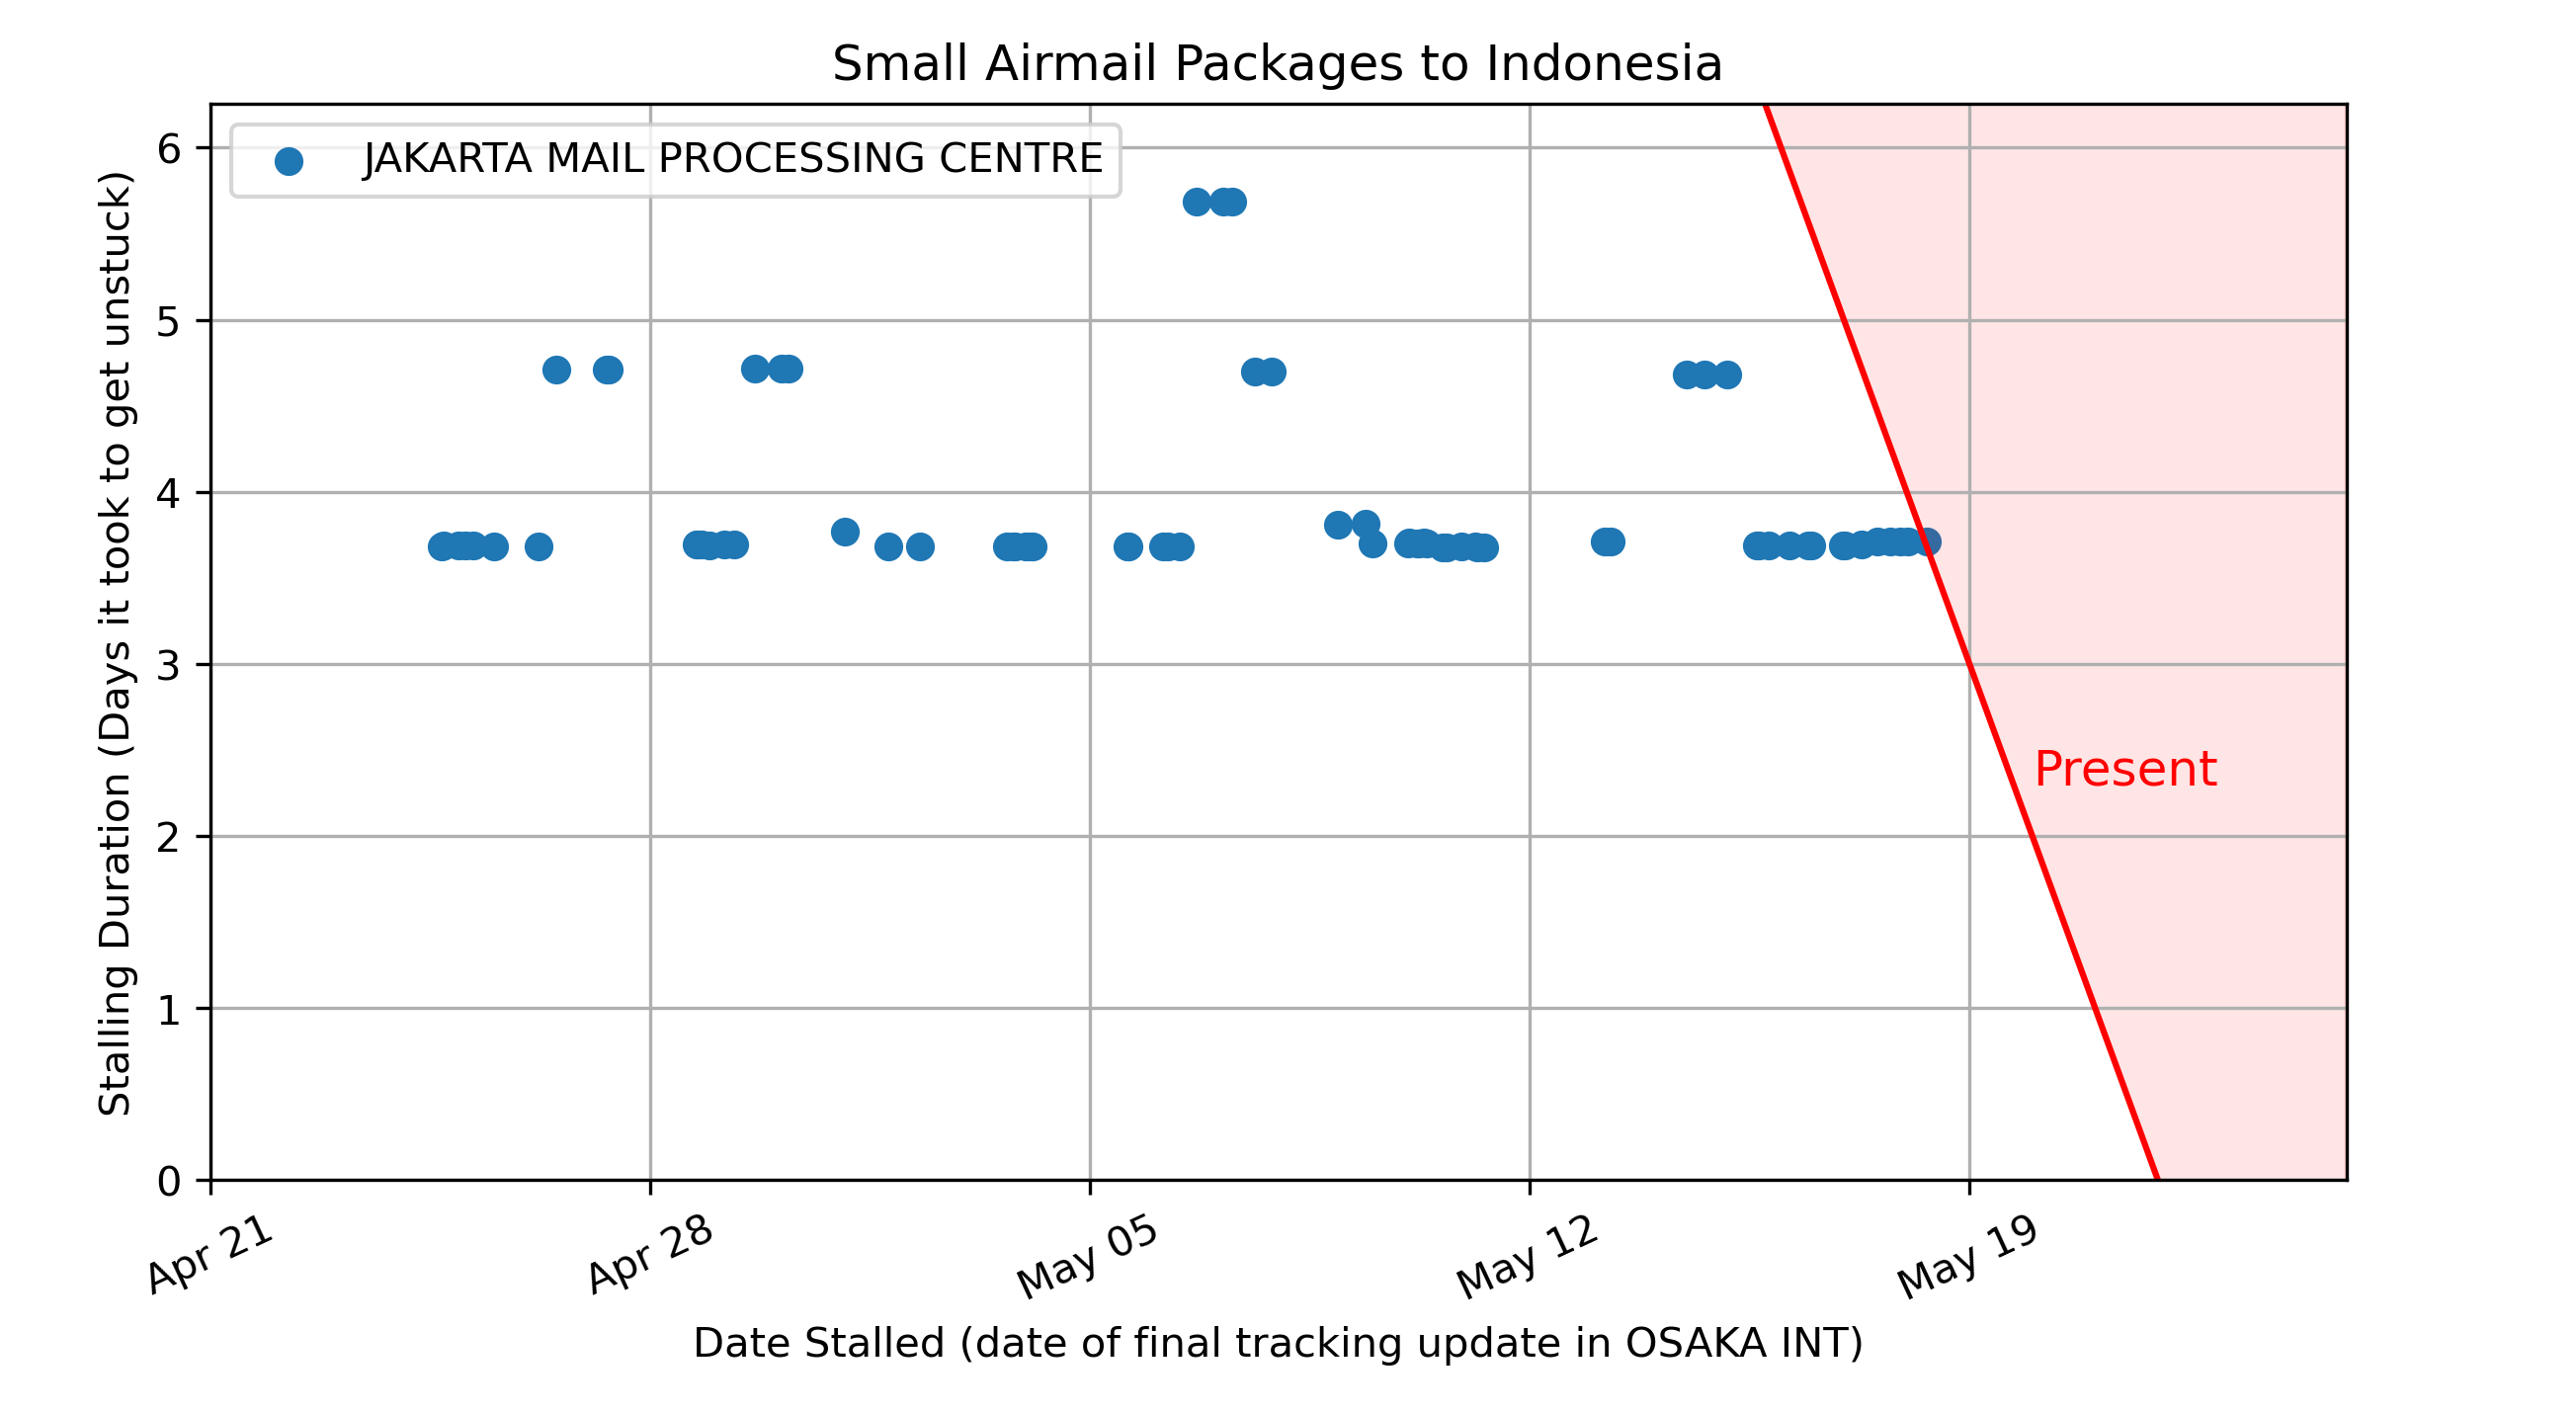 Small Airmail Packages to Indonesia
JAKARTA MAIL PROCESSING CENTRE
Stalling Duration (Days it took to get unstuck)
6
5
4
3
2
1
0
Present
Apr 21
Apr 28
May 05
May 12
May 19
Date Stalled (date of final tracking update in OSAKA INT)